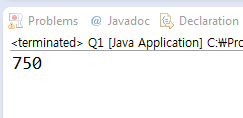 Problems @ Javadoc Declaration
<terminated> Q1 [Java Application] C:₩Pro
750